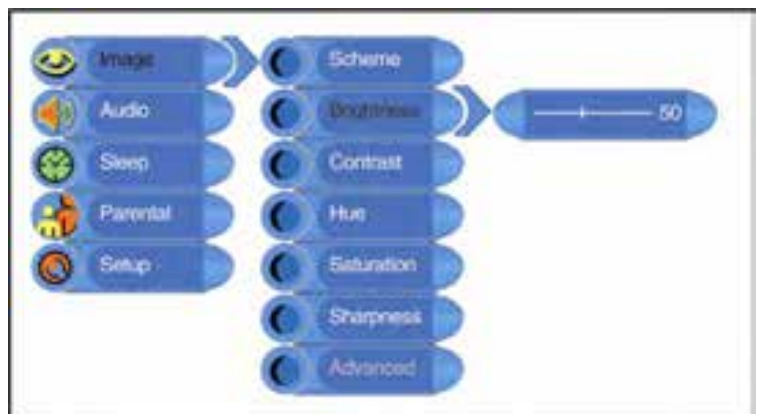 Image
Audio
Sleep
Parental
Setup
Scheme
Brightness
Contrast
Hue
Saturation
Sharpness
Advanced
50